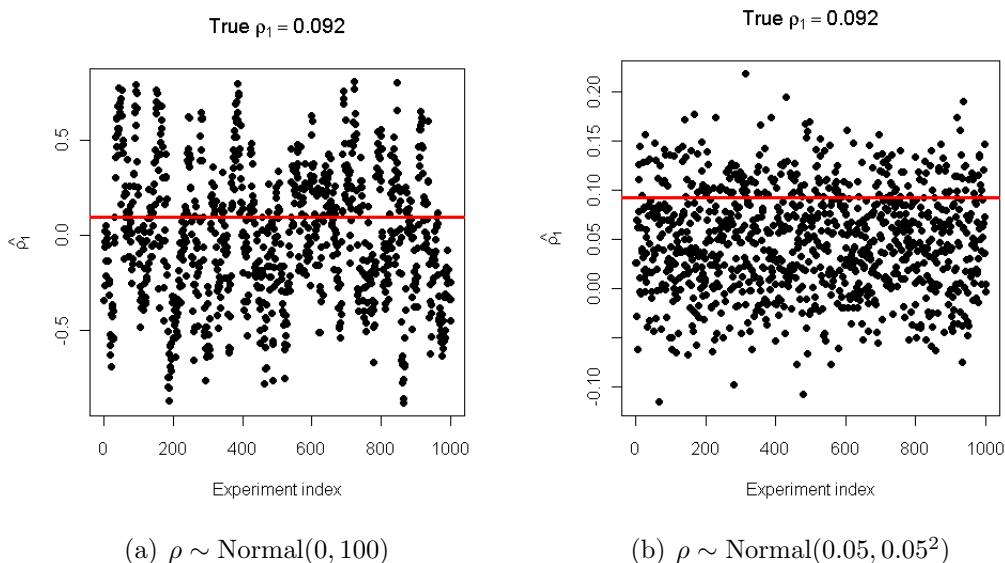 True ρ₁ = 0.092
0.5
0.0
-0.5
ρ̂₁
0 200 400 600 800 1000
Experiment index
(a) ρ ∼ Normal(0, 100)
True ρ₁ = 0.092
0.20
0.15
0.10
0.05
0.00
-0.10
ρ̂₁
0 200 400 600 800 1000
Experiment index
(b) ρ ∼ Normal(0.05, 0.05²)